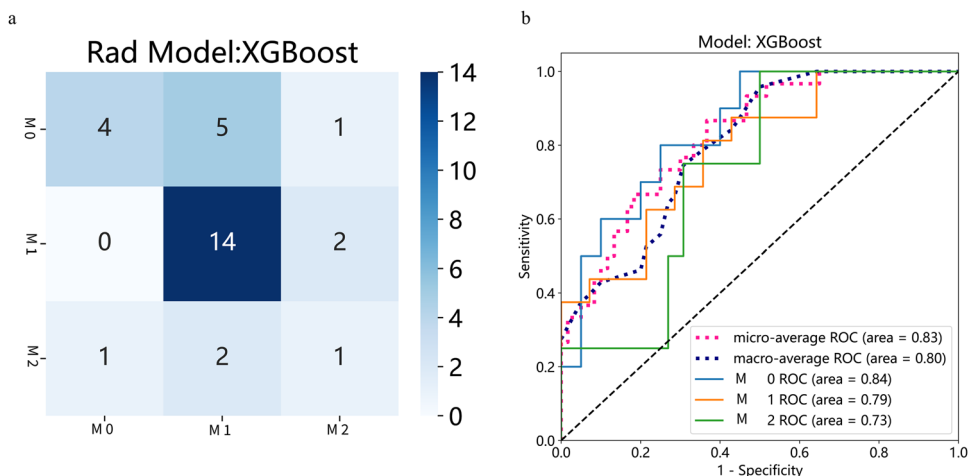 a
Rad Model:XGBoost
M 0
4
5
1
M 1
0
14
2
M 2
1
2
1
M 0
M 1
M 2
14
12
10
8
6
4
2
0
b
Model: XGBoost
Sensitivity
1.0
0.8
0.6
0.4
0.2
0.0
micro-average ROC (area = 0.83)
macro-average ROC (area = 0.80)
M 0 ROC (area = 0.84)
M 1 ROC (area = 0.79)
M 2 ROC (area = 0.73)
0.2
0.4
0.6
0.8
1.0
1 - Specificity